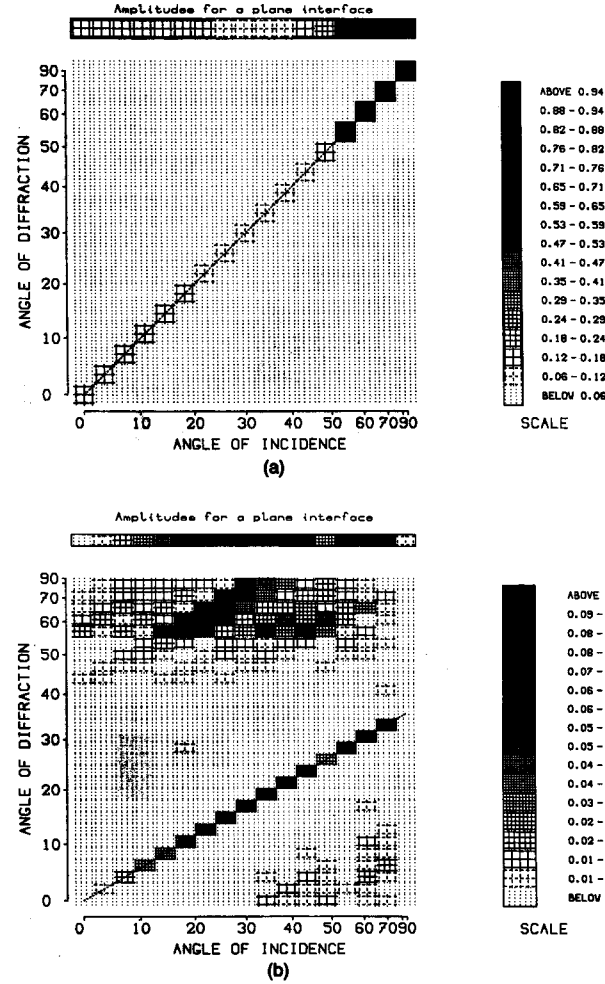 Amplitudes for a plane interface
90
70
60
50
40
30
20
10
0
ANGLE OF DIFFRACTION
0 10 20 30 40 50 60 70 90
ANGLE OF INCIDENCE
(a)
ABOVE 0.94
0.88 - 0.94
0.82 - 0.88
0.76 - 0.82
0.71 - 0.76
0.65 - 0.71
0.59 - 0.65
0.53 - 0.59
0.47 - 0.53
0.41 - 0.47
0.35 - 0.41
0.29 - 0.35
0.24 - 0.29
0.18 - 0.24
0.12 - 0.18
0.06 - 0.12
BELOW 0.06
SCALE
Amplitudes for a plane interface
90
70
60
50
40
30
20
10
0
ANGLE OF DIFFRACTION
0 10 20 30 40 50 60 70 90
ANGLE OF INCIDENCE
(b)
ABOVE
0.09 -
0.08 -
0.08 -
0.07 -
0.06 -
0.06 -
0.05 -
0.05 -
0.04 -
0.04 -
0.03 -
0.02 -
0.02 -
0.01 -
0.01 -
BELOW
SCALE